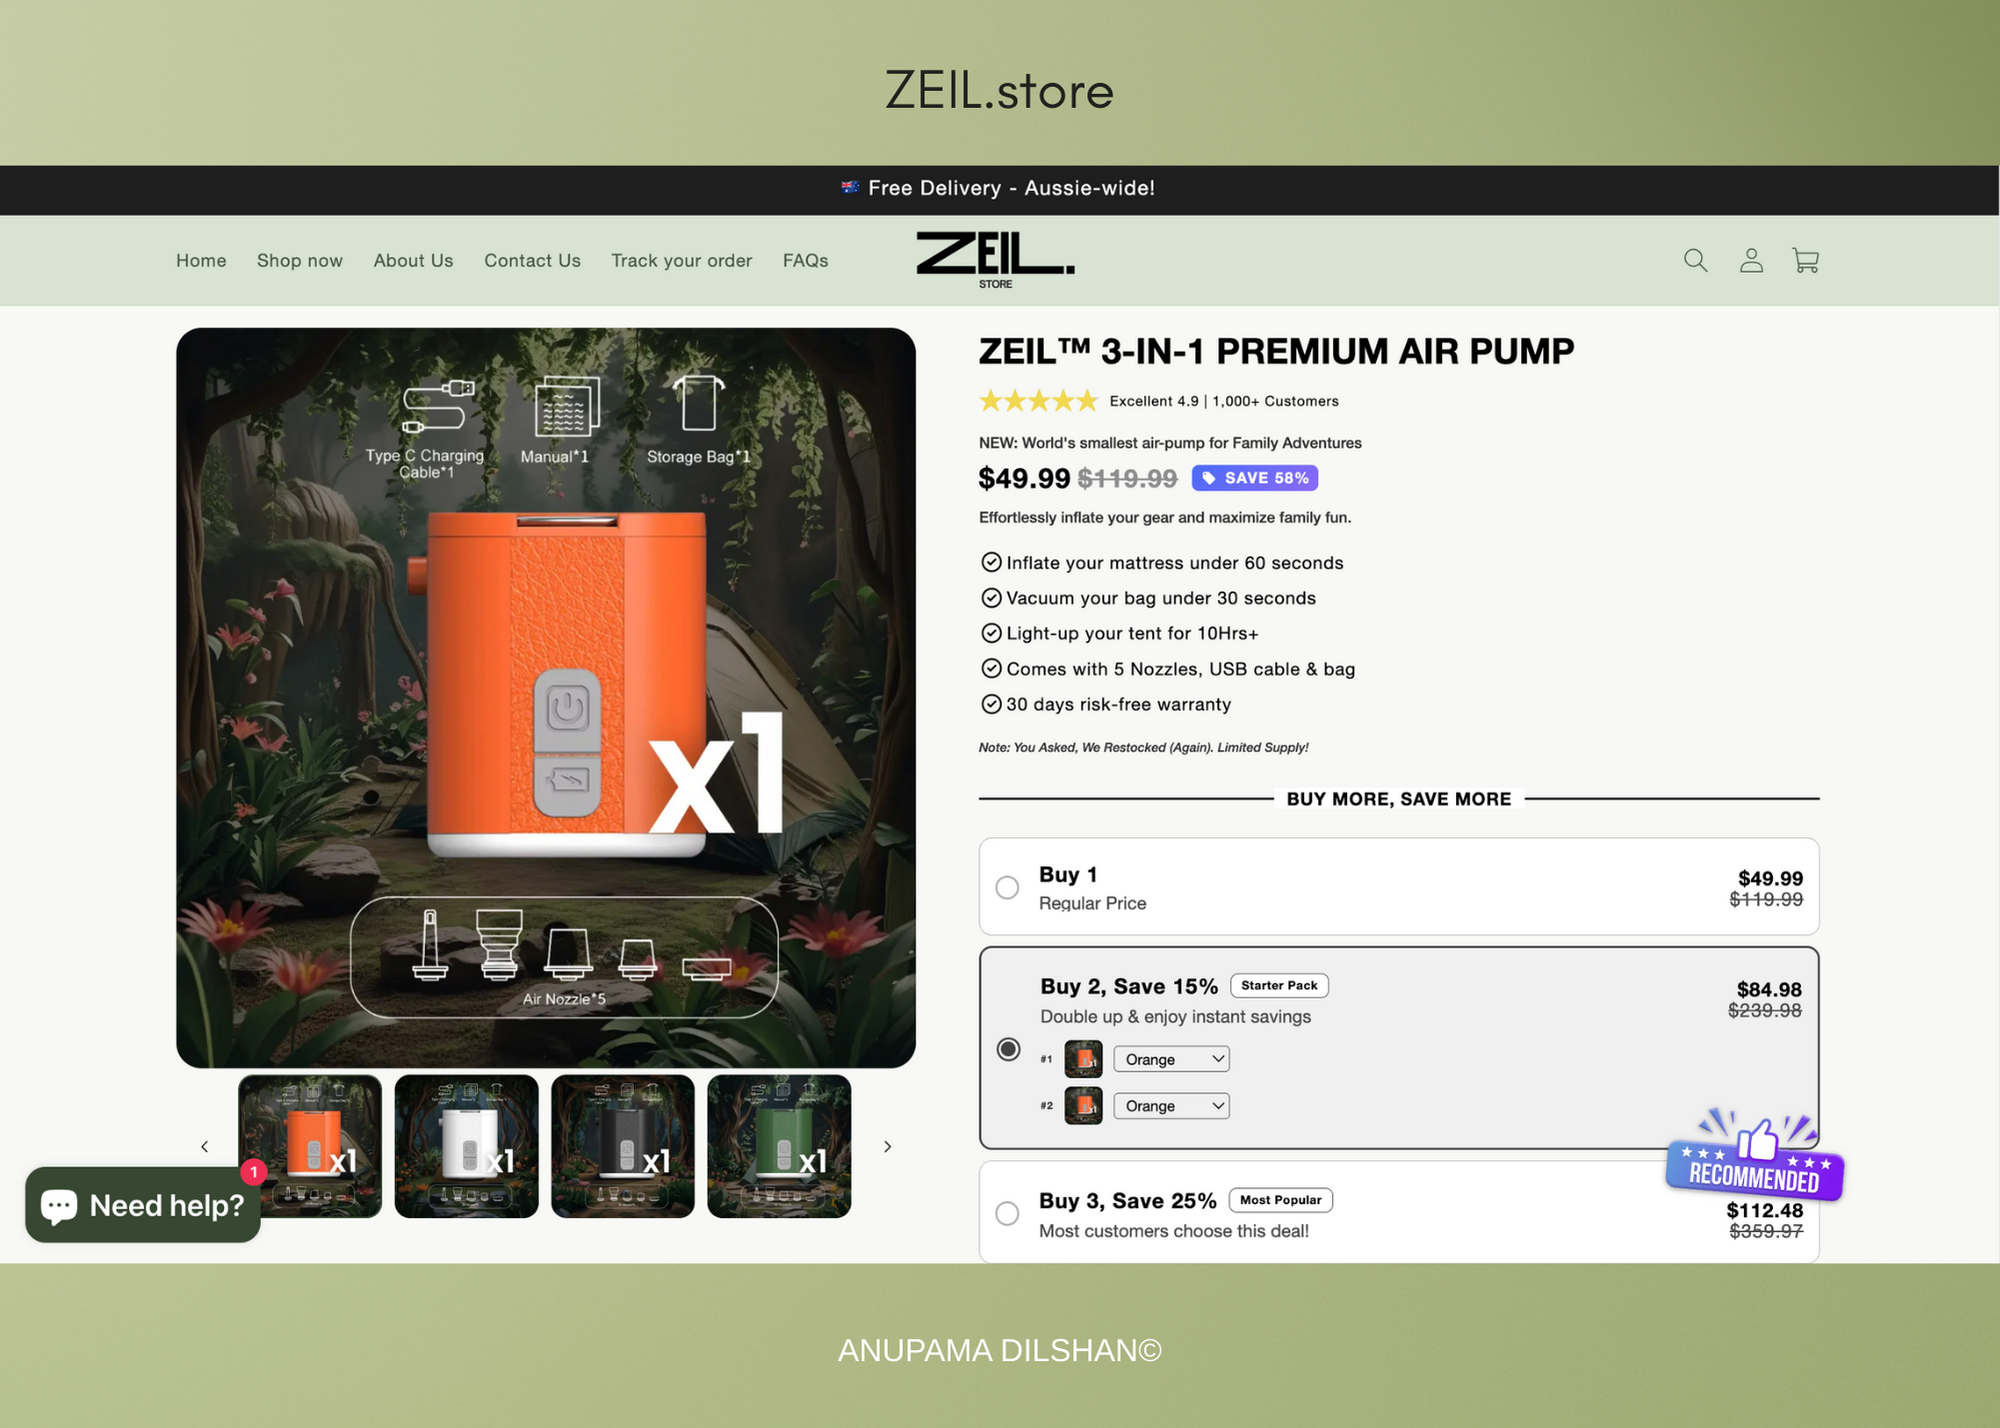 ZEIL.store
Free Delivery - Aussie-wide!
Home Shop now About Us Contact Us Track your order FAQs
ZEIL.
STORE
Type C Charging
Cable*1
Manual*1
Storage Bag*1
x1
Air Nozzle*5
x1
x1
x1
x1
1
Need help?
ZEIL™ 3-IN-1 PREMIUM AIR PUMP
Excellent 4.9 | 1,000+ Customers
NEW: World's smallest air-pump for Family Adventures
$49.99 $119.99 SAVE 58%
Effortlessly inflate your gear and maximize family fun.
Inflate your mattress under 60 seconds
Vacuum your bag under 30 seconds
Light-up your tent for 10Hrs+
Comes with 5 Nozzles, USB cable & bag
30 days risk-free warranty
Note: You Asked, We Restocked (Again). Limited Supply!
BUY MORE, SAVE MORE
Buy 1
Regular Price
$49.99
$119.99
Buy 2, Save 15% Starter Pack
Double up & enjoy instant savings
$84.98
$239.98
#1 Orange
#2 Orange
RECOMMENDED
Buy 3, Save 25% Most Popular
Most customers choose this deal!
$112.48
$359.97
ANUPAMA DILSHAN©